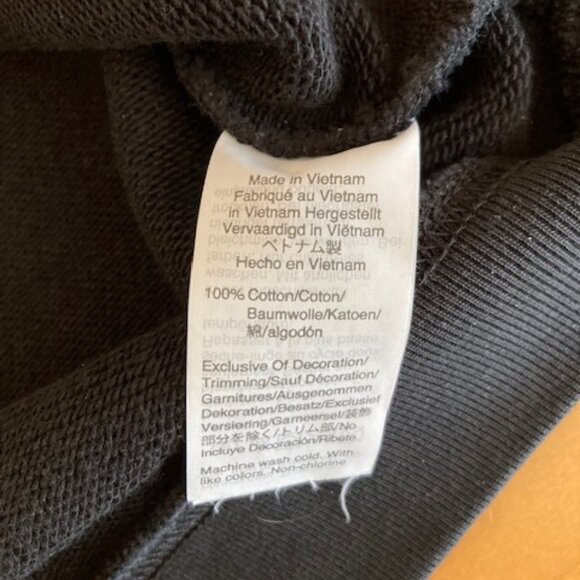 Made in Vietnam
Fabriqué au Vietnam
in Vietnam Hergestellt
Vervaardigd in Viëtnam
ベトナム製
Hecho en Vietnam
100% Cotton/Coton/
Baumwolle/Katoen/
綿/algodón
Exclusive Of Decoration/
Trimming/Sauf Décoration/
Garnitures/Ausgenommen
Dekoration/Besatz/Exclusief
Versiering/Garneersel/装飾
部分を除く/トリム部/No
Incluye Decoración/Ribete
Machine wash cold. With
like colors. Non-chlorine